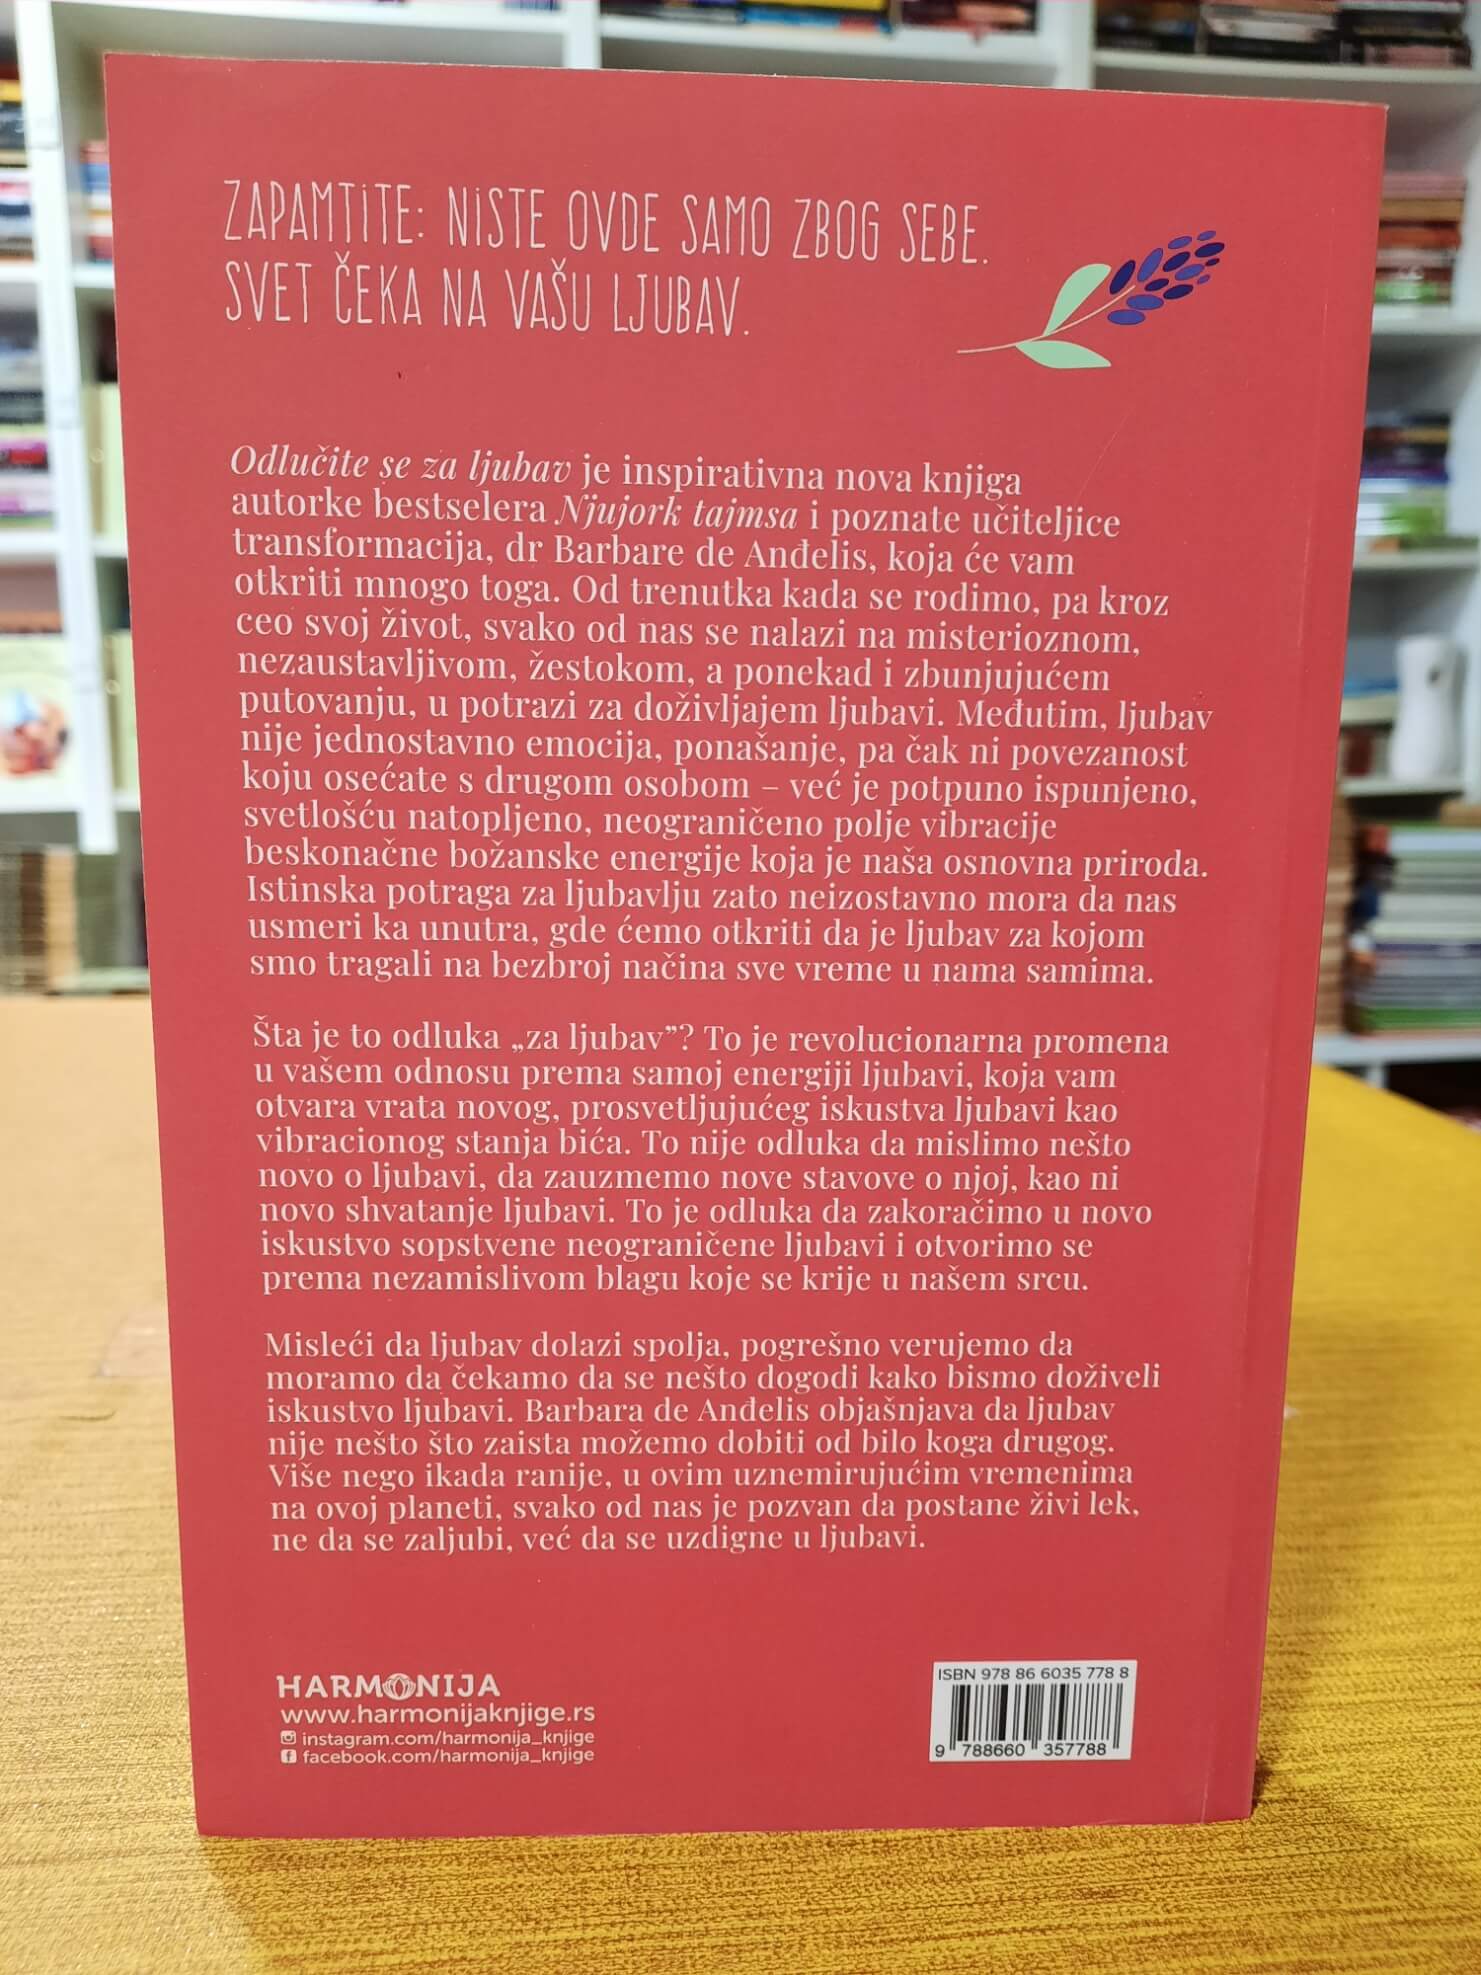 ZAPAMTITE: NISTE OVDE SAMO ZBOG SEBE.
SVET ČEKA NA VAŠU LJUBAV.
Odlučite se za ljubav je inspirativna nova knjiga
autorke bestselera Njujork tajmsa i poznate učiteljice
transformacija, dr Barbare de Anđelis, koja će vam
otkriti mnogo toga. Od trenutka kada se rodimo, pa kroz
ceo svoj život, svako od nas se nalazi na misterioznom,
nezaustavljivom, žestokom, a ponekad i zbunjujućem
putovanju, u potrazi za doživljajem ljubavi. Međutim, ljubav
nije jednostavno emocija, ponašanje, pa čak ni povezanost
koju osećate s drugom osobom – već je potpuno ispunjeno,
svetlošću natopljeno, neograničeno polje vibracije
beskonačne božanske energije koja je naša osnovna priroda.
Istinska potraga za ljubavlju zato neizostavno mora da nas
usmeri ka unutra, gde ćemo otkriti da je ljubav za kojom
smo tragali na bezbroj načina sve vreme u nama samima.
Šta je to odluka „za ljubav”? To je revolucionarna promena
u vašem odnosu prema samoj energiji ljubavi, koja vam
otvara vrata novog, prosvetljujućeg iskustva ljubavi kao
vibracionog stanja bića. To nije odluka da mislimo nešto
novo o ljubavi, da zauzmemo nove stavove o njoj, kao ni
novo shvatanje ljubavi. To je odluka da zakoračimo u novo
iskustvo sopstvene neograničene ljubavi i otvorimo se
prema nezamislivom blagu koje se krije u našem srcu.
Misleći da ljubav dolazi spolja, pogrešno verujemo da
moramo da čekamo da se nešto dogodi kako bismo doživeli
iskustvo ljubavi. Barbara de Anđelis objašnjava da ljubav
nije nešto što zaista možemo dobiti od bilo koga drugog.
Više nego ikada ranije, u ovim uznemirujućim vremenima
na ovoj planeti, svako od nas je pozvan da postane živi lek,
ne da se zaljubi, već da se uzdigne u ljubavi.
HARMONIJA
www.harmonijaknjige.rs
instagram.com/harmonija_knjige
facebook.com/harmonija_knjige
ISBN 978 86 6035 778 8
9 788660 357788